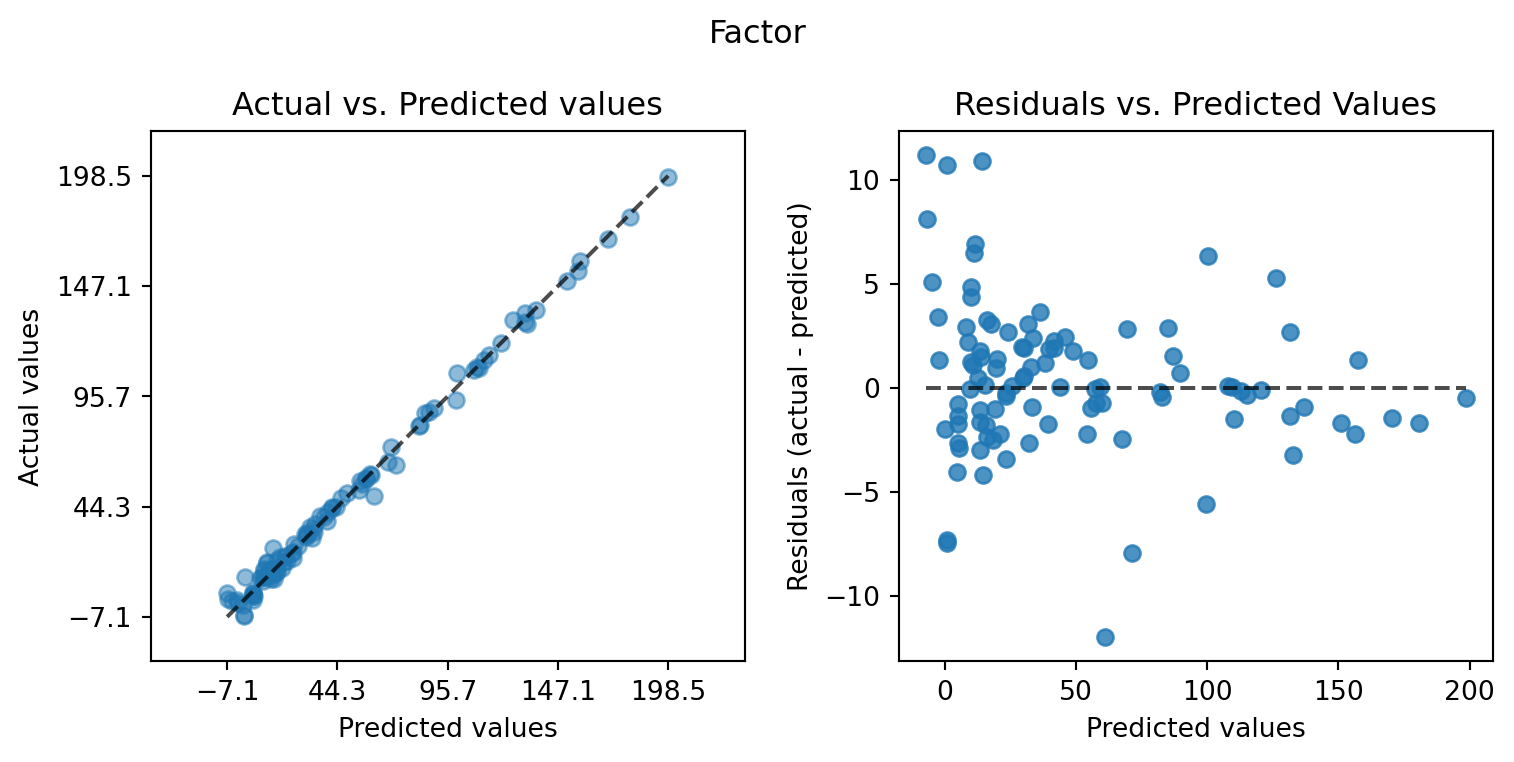 Factor
Actual vs. Predicted values
Actual values
198.5
147.1
95.7
44.3
−7.1
−7.1 44.3 95.7 147.1 198.5
Predicted values
Residuals vs. Predicted Values
Residuals (actual - predicted)
10
5
0
−5
−10
0 50 100 150 200
Predicted values